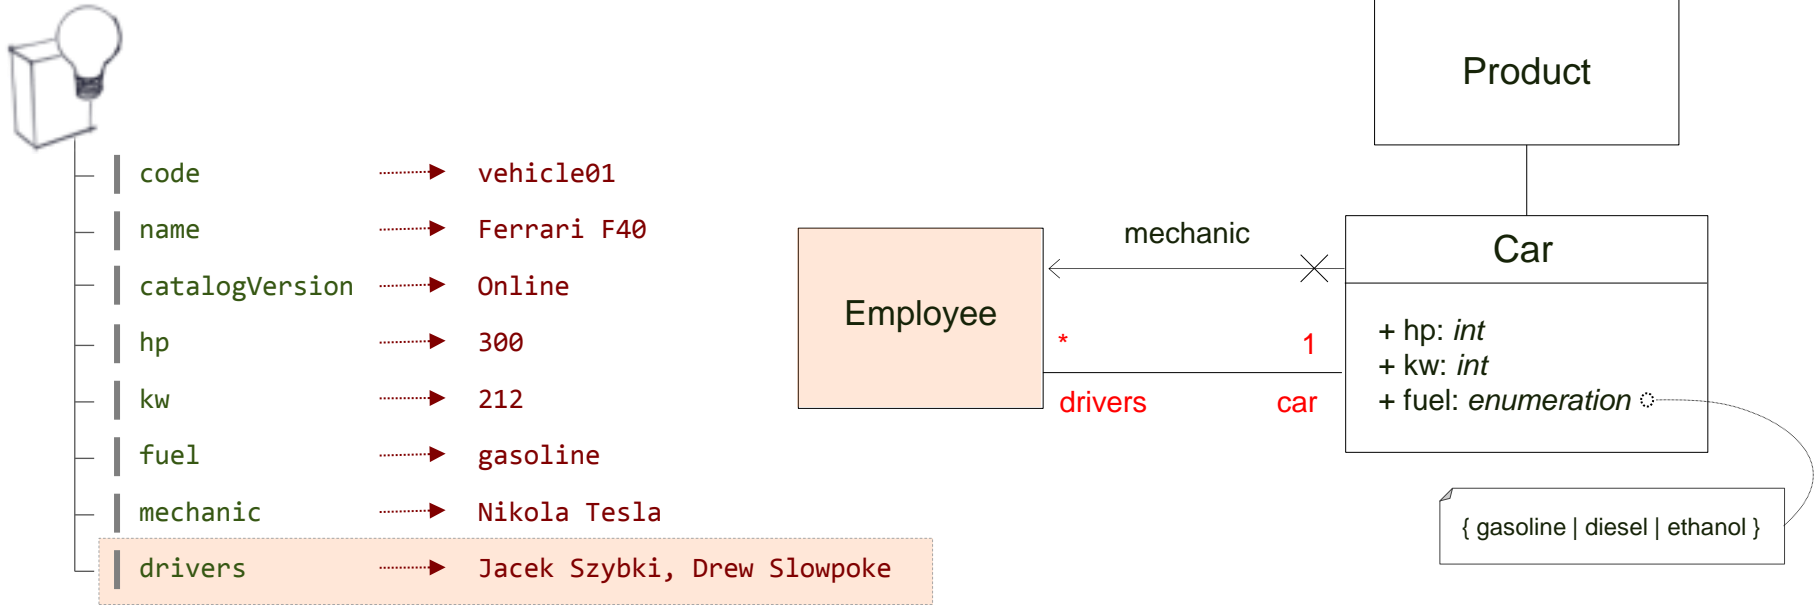 code vehicle01
name Ferrari F40
catalogVersion Online
hp 300
kw 212
fuel gasoline
mechanic Nikola Tesla
drivers Jacek Szybki, Drew Slowpoke
Product
mechanic
Car
Employee
* 1
drivers car
+ hp: int
+ kw: int
+ fuel: enumeration
{ gasoline | diesel | ethanol }